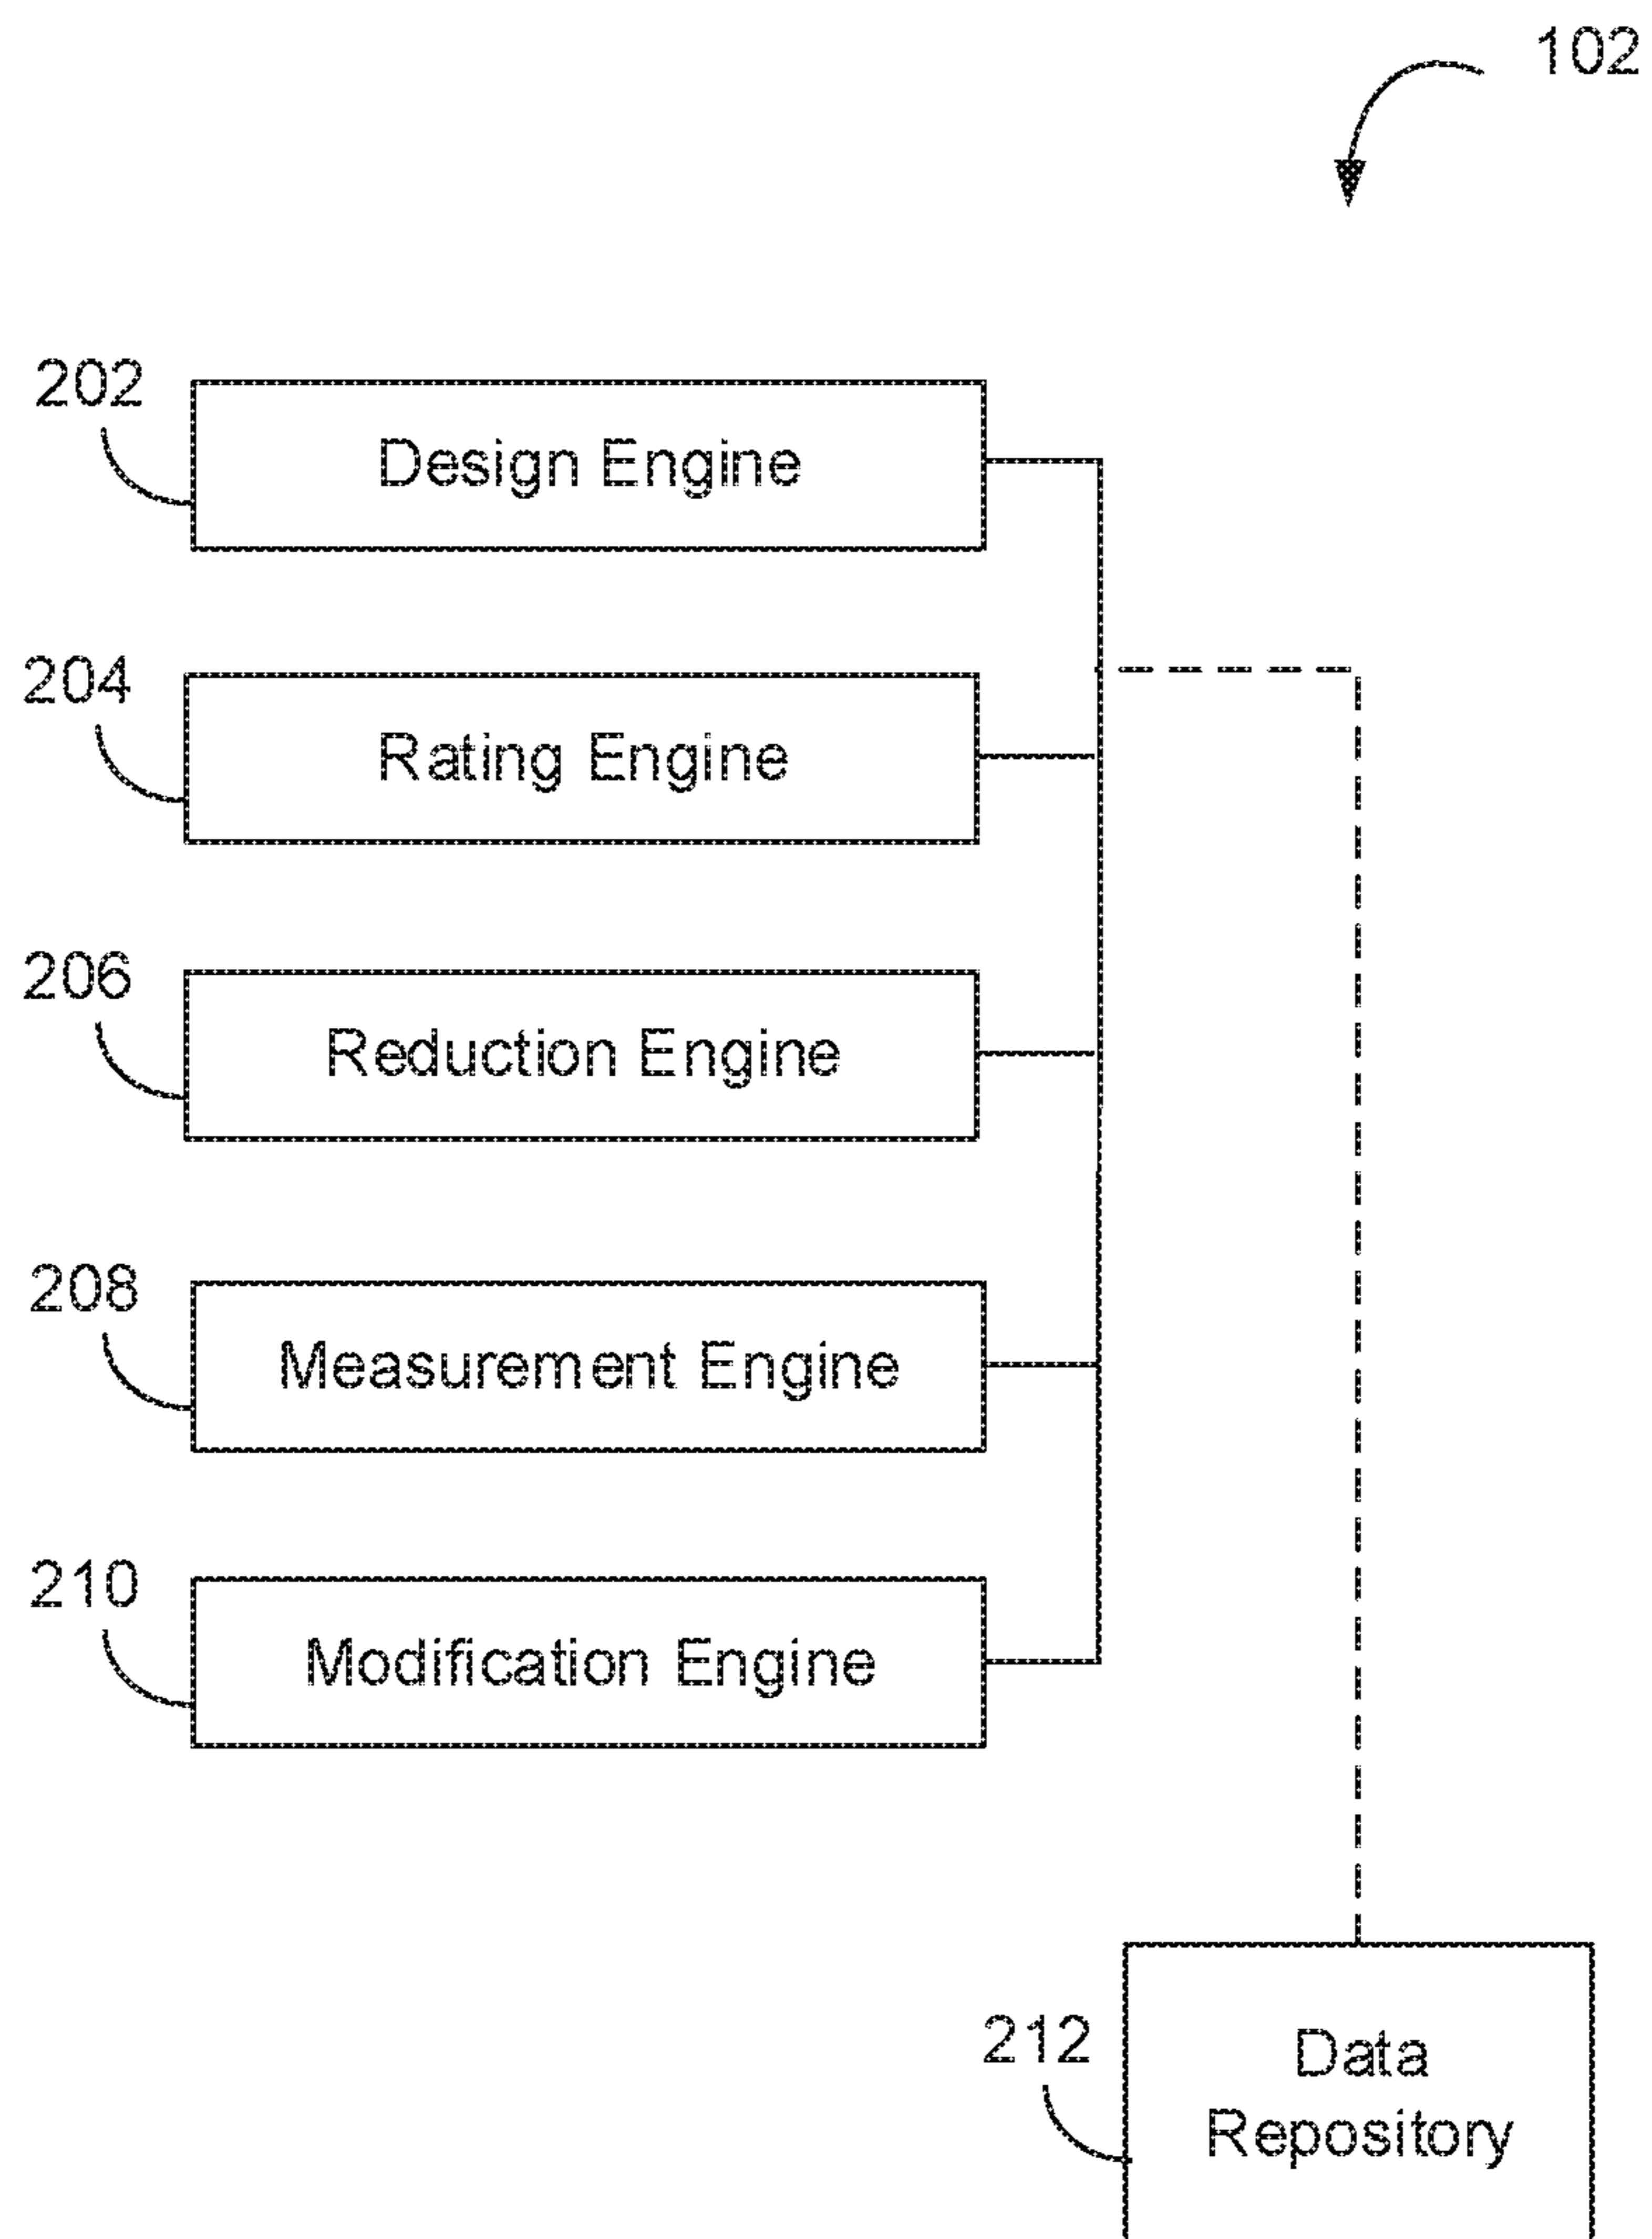 102
202
Design Engine
204
Rating Engine
206
Reduction Engine
208
Measurement Engine
210
Modification Engine
212
Data
Repository